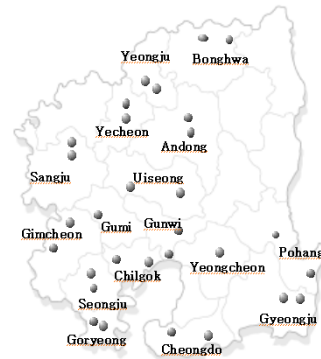 Yeongju
Bonghwa
Yecheon
Andong
Sangju
Uiseong
Gimcheon
Gumi
Gunwi
Pohang
Chilgok
Yeongcheon
Seongju
Gyeongju
Goryeong
Cheongdo